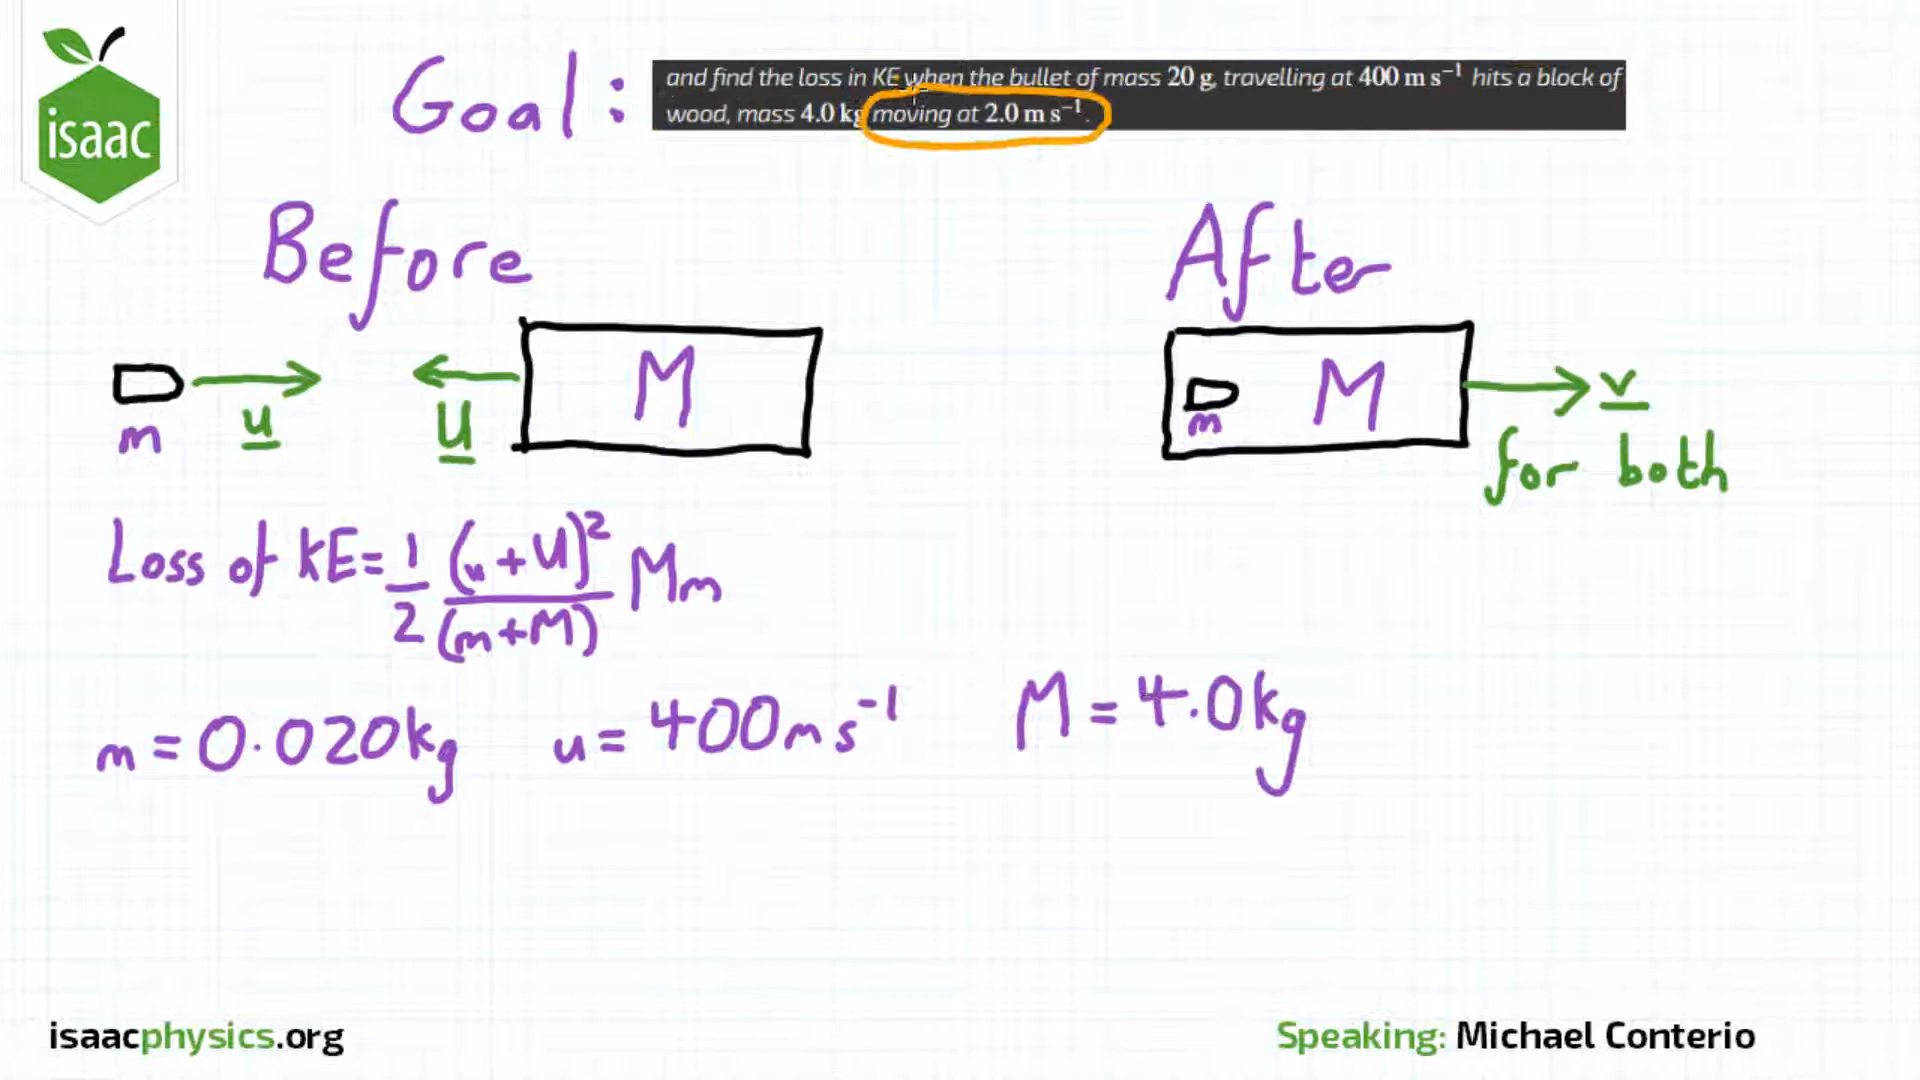 isaac
Goal:
and find the loss in KE when the bullet of mass 20 g, travelling at 400 m s⁻¹ hits a block of
wood, mass 4.0 kg moving at 2.0 m s⁻¹.
Before
After
M
m
u
U
M
m
v
for both
Loss of KE = 1/2 (u+U)²/(m+M) Mm
m = 0.020kg u = 400ms⁻¹ M = 4.0kg
isaacphysics.org
Speaking: Michael Conterio